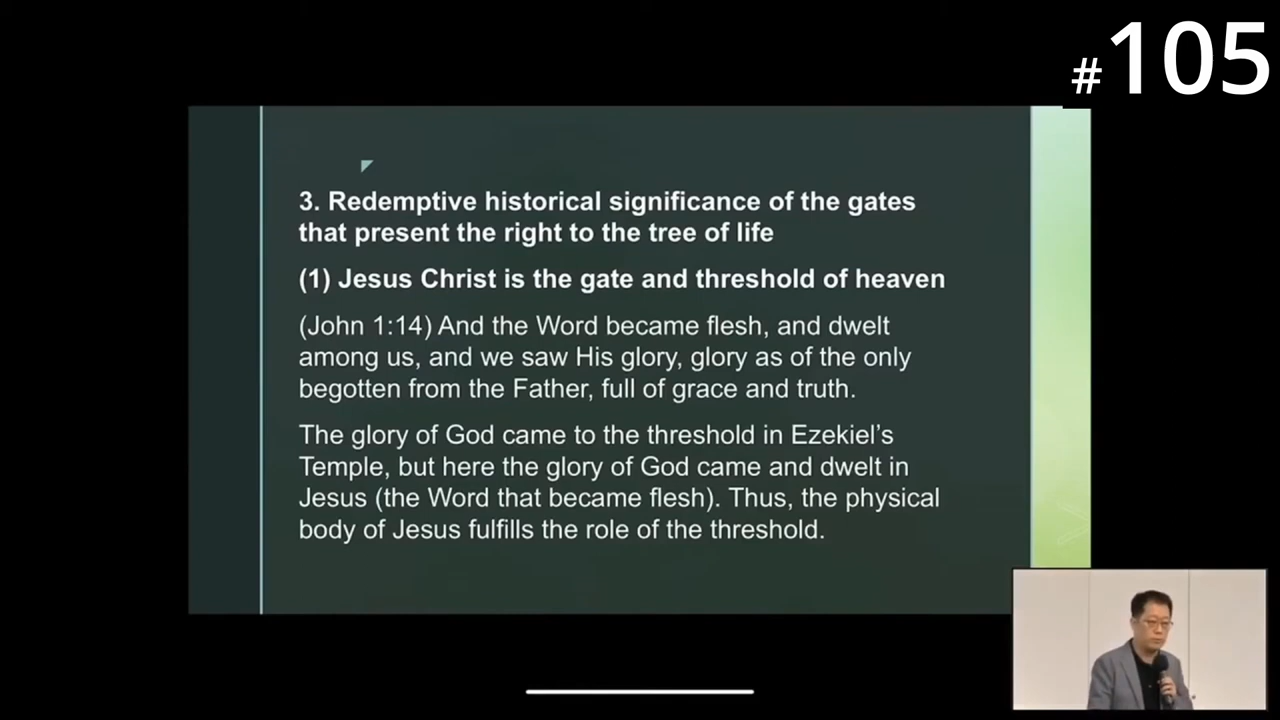 #105
3. Redemptive historical significance of the gates
that present the right to the tree of life
(1) Jesus Christ is the gate and threshold of heaven
(John 1:14) And the Word became flesh, and dwelt
among us, and we saw His glory, glory as of the only
begotten from the Father, full of grace and truth.
The glory of God came to the threshold in Ezekiel’s
Temple, but here the glory of God came and dwelt in
Jesus (the Word that became flesh). Thus, the physical
body of Jesus fulfills the role of the threshold.